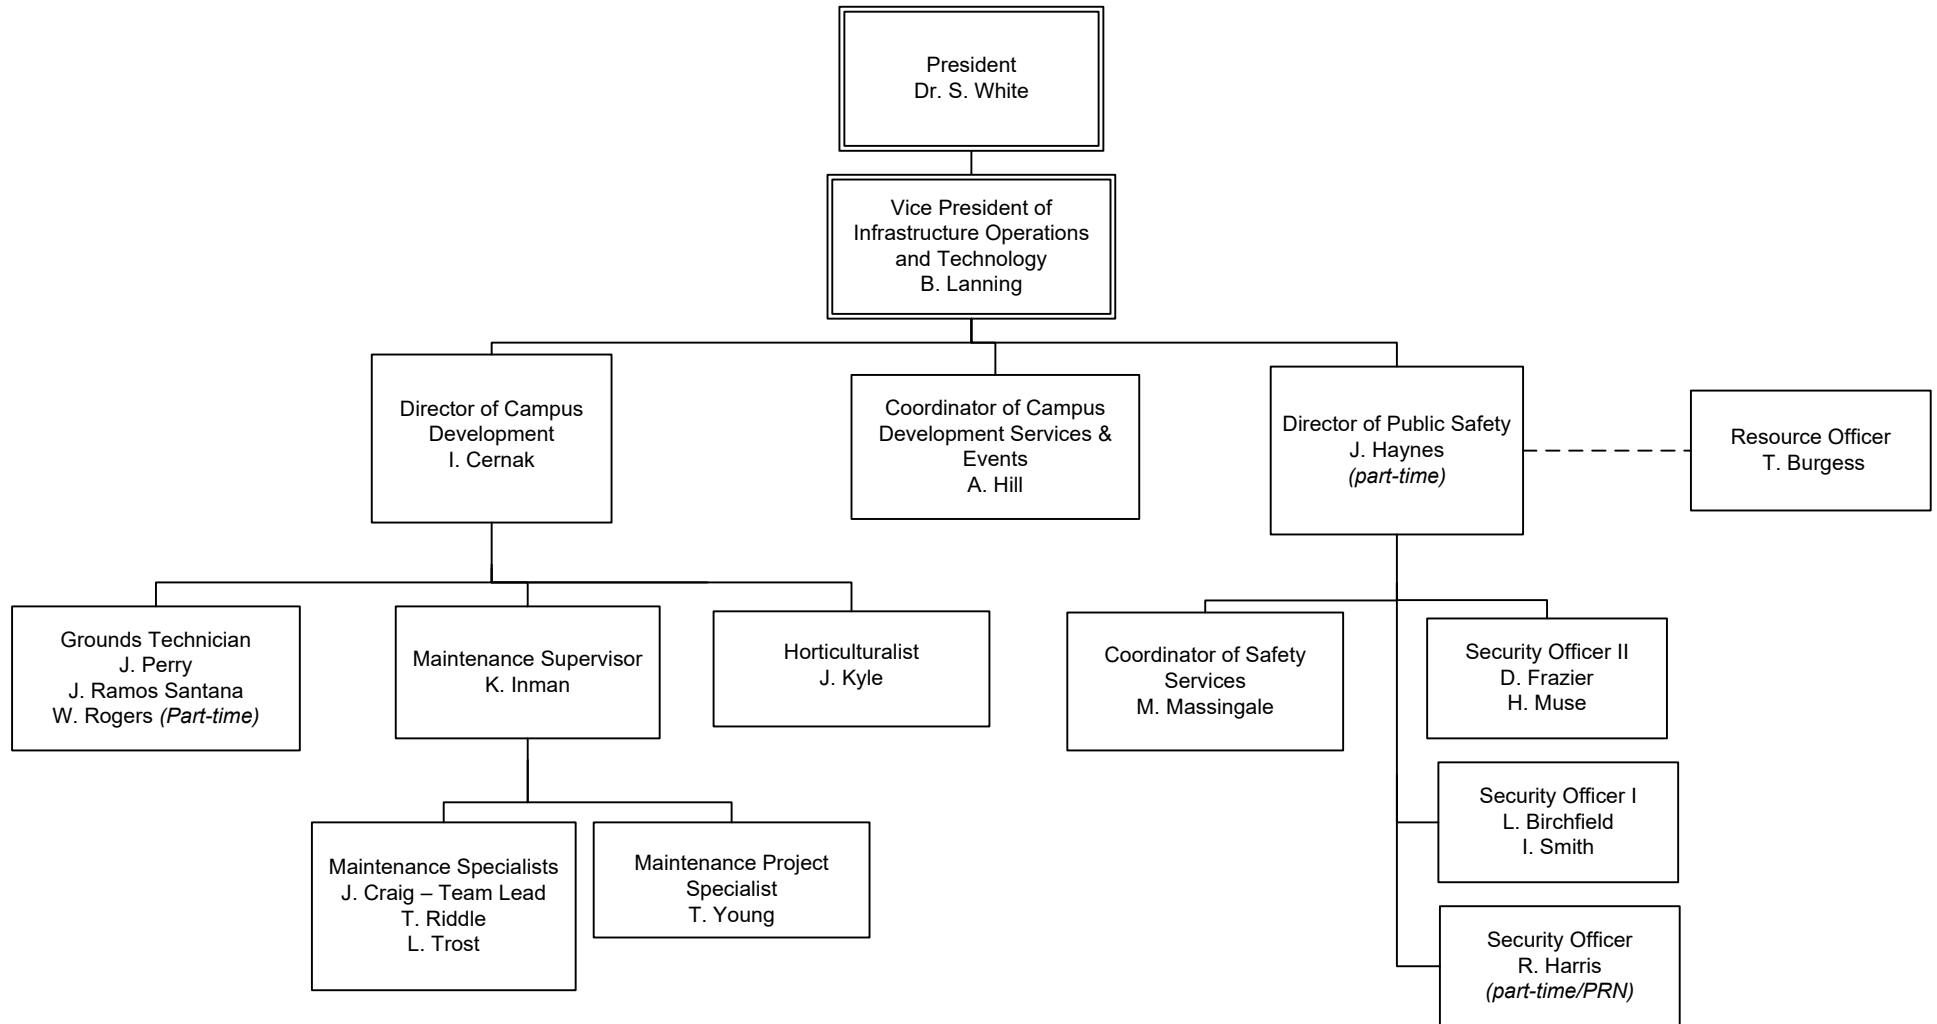 President
Dr. S. White
Vice President of
Infrastructure Operations
and Technology
B. Lanning
Director of Campus
Development
I. Cernak
Coordinator of Campus
Development Services &
Events
A. Hill
Director of Public Safety
J. Haynes
(part-time)
Resource Officer
T. Burgess
Grounds Technician
J. Perry
J. Ramos Santana
W. Rogers (Part-time)
Maintenance Supervisor
K. Inman
Horticulturalist
J. Kyle
Coordinator of Safety
Services
M. Massingale
Security Officer II
D. Frazier
H. Muse
Security Officer I
L. Birchfield
I. Smith
Maintenance Specialists
J. Craig – Team Lead
T. Riddle
L. Trost
Maintenance Project
Specialist
T. Young
Security Officer
R. Harris
(part-time/PRN)